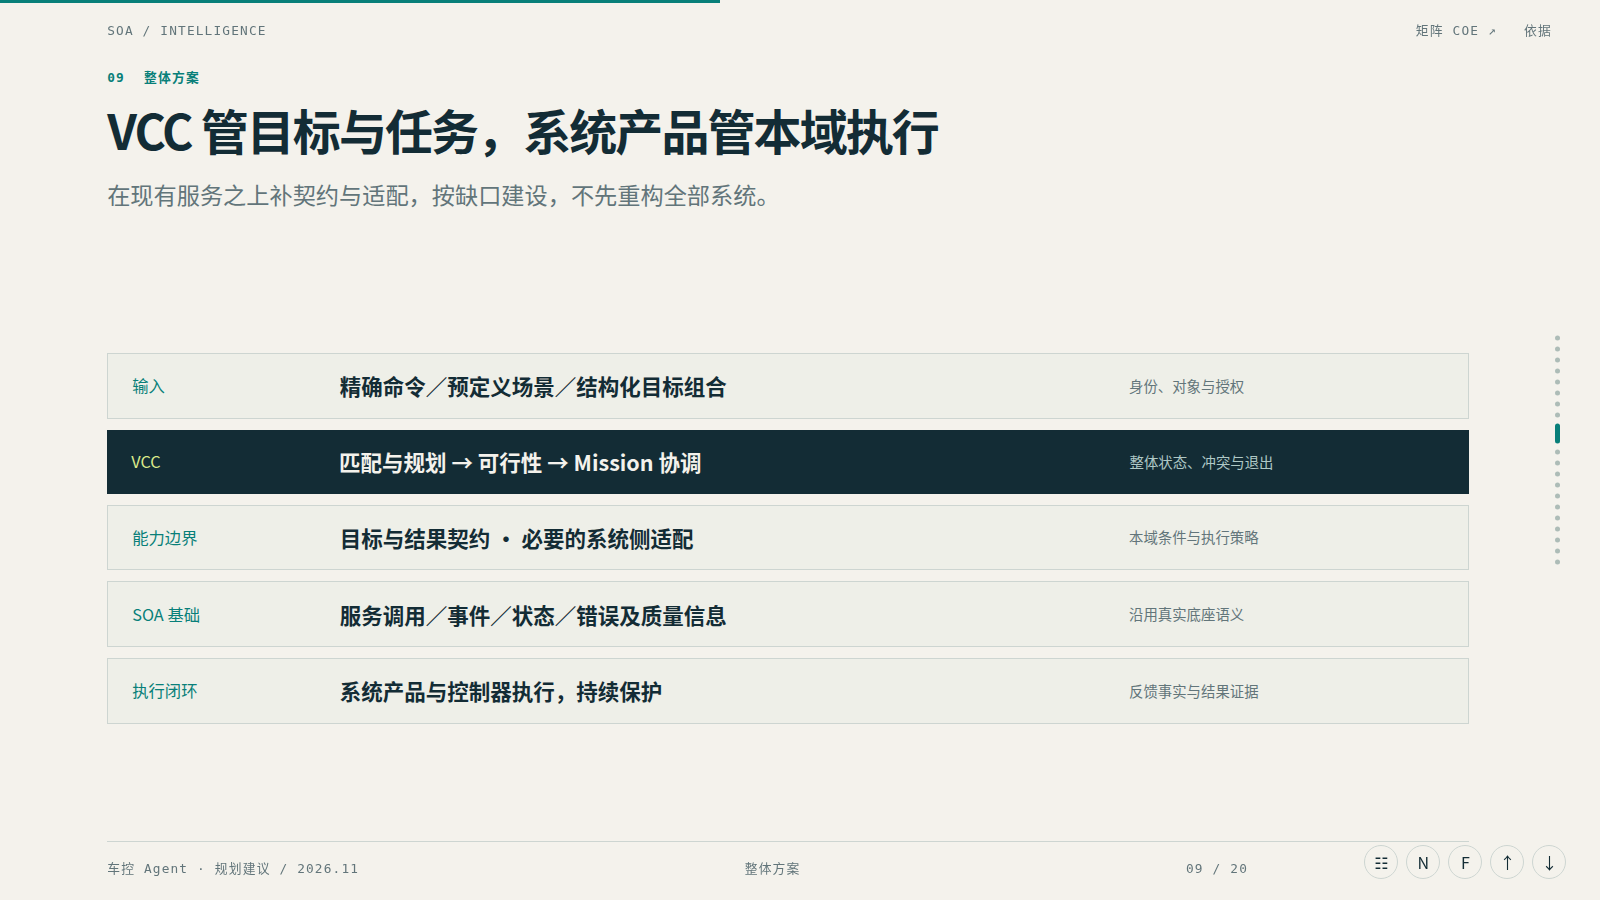 SOA / INTELLIGENCE
矩阵 COE ↗ 依据
09 整体方案
VCC 管目标与任务，系统产品管本域执行
在现有服务之上补契约与适配，按缺口建设，不先重构全部系统。
输入 精确命令／预定义场景／结构化目标组合 身份、对象与授权
VCC 匹配与规划 → 可行性 → Mission 协调 整体状态、冲突与退出
能力边界 目标与结果契约 · 必要的系统侧适配 本域条件与执行策略
SOA 基础 服务调用／事件／状态／错误及质量信息 沿用真实底座语义
执行闭环 系统产品与控制器执行，持续保护 反馈事实与结果证据
车控 Agent · 规划建议 / 2026.11 整体方案 09 / 20 ☷ N F ↑ ↓